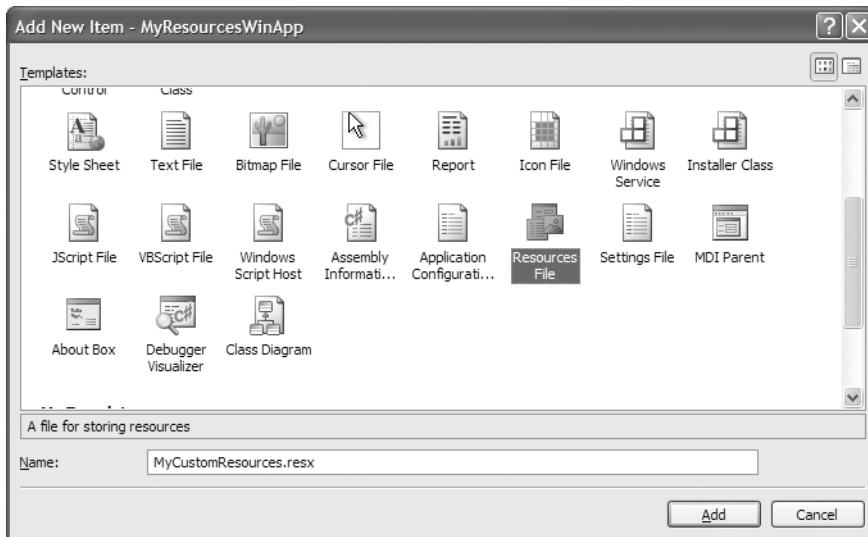 Add New Item - MyResourcesWinApp
Templates:
Control Class
Style Sheet Text File Bitmap File Cursor File Report Icon File Windows Service Installer Class
JScript File VBScript File Windows Script Host Assembly Informati... Application Configurati... Resources File Settings File MDI Parent
About Box Debugger Visualizer Class Diagram
A file for storing resources
Name: MyCustomResources.resx
Add Cancel